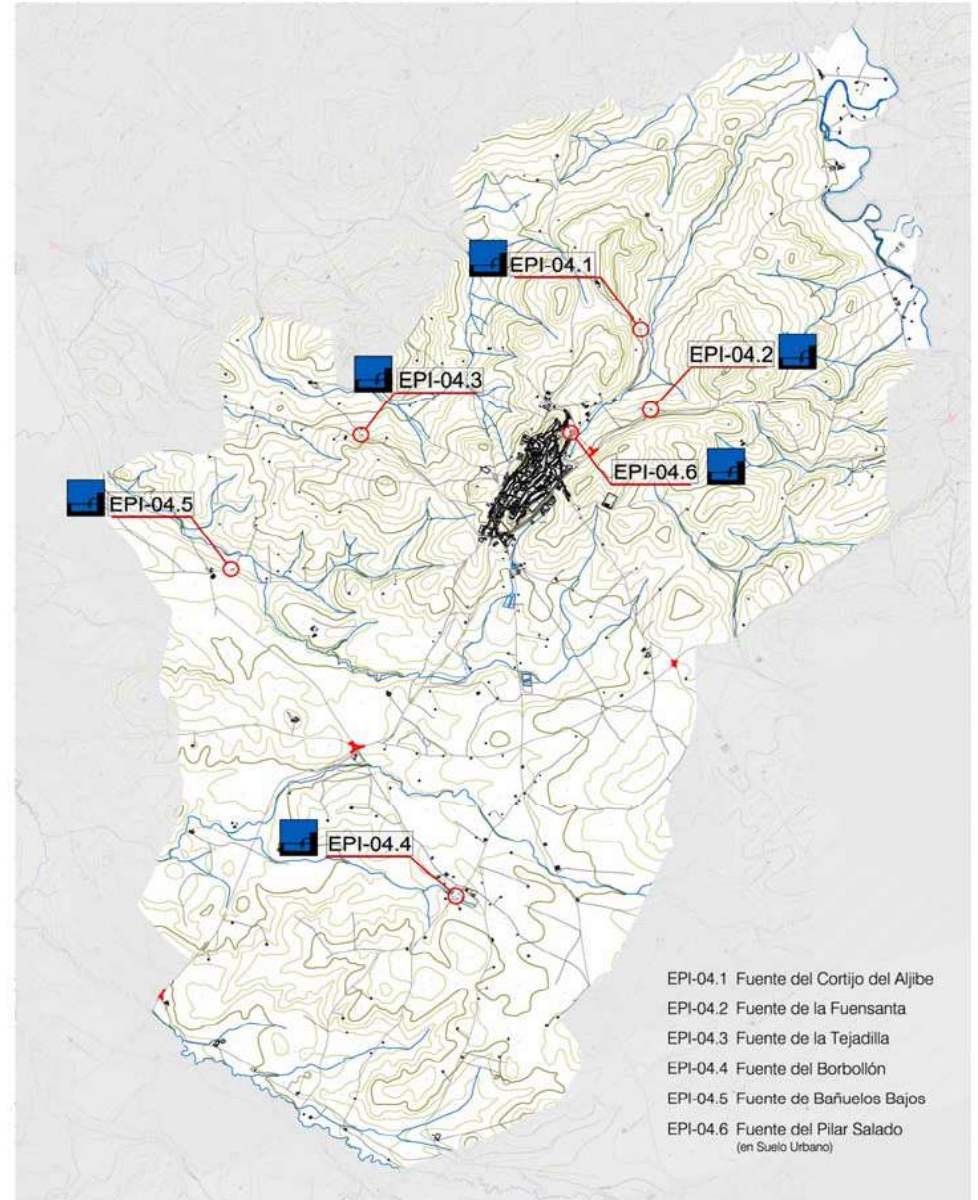 EPI-04.1
EPI-04.2
EPI-04.3
EPI-04.6
EPI-04.5
EPI-04.4
EPI-04.1 Fuente del Cortijo del Aljibe
EPI-04.2 Fuente de la Fuensanta
EPI-04.3 Fuente de la Tejadilla
EPI-04.4 Fuente del Borbollón
EPI-04.5 Fuente de Bañuelos Bajos
EPI-04.6 Fuente del Pilar Salado
(en Suelo Urbano)